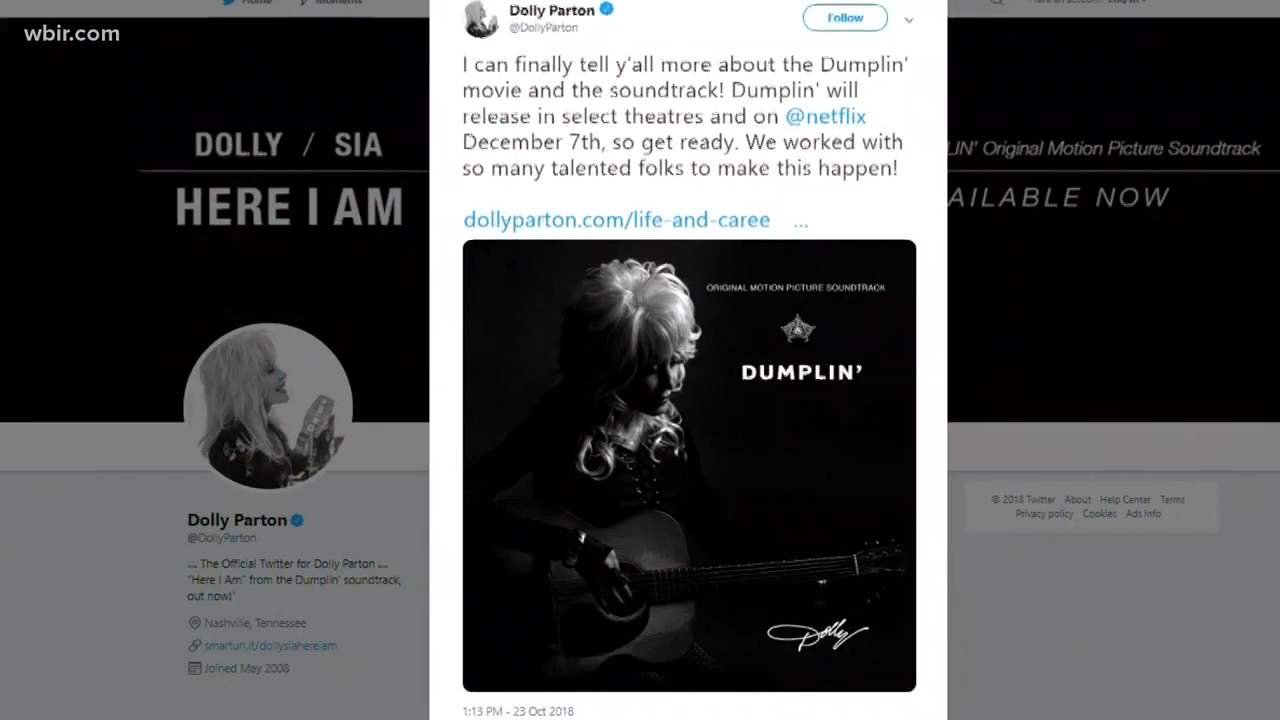 wbir.com
Home
Moments
DOLLY / SIA
HERE I AM
Dolly Parton
@DollyParton
Follow
I can finally tell y'all more about the Dumplin'
movie and the soundtrack! Dumplin' will
release in select theatres and on @netflix
December 7th, so get ready. We worked with
so many talented folks to make this happen!
dollyparton.com/life-and-caree ...
ORIGINAL MOTION PICTURE SOUNDTRACK
DUMPLIN'
Dolly
1:13 PM - 23 Oct 2018
Dolly Parton
@DollyParton
.... The Official Twitter for Dolly Parton ....
"Here I Am" from the Dumplin' soundtrack,
out now!"
Nashville, Tennessee
smarturl.it/dollysiahereiam
Joined May 2008
LIN' Original Motion Picture Soundtrack
AILABLE NOW
© 2018 Twitter About Help Center Terms
Privacy policy Cookies Ads info